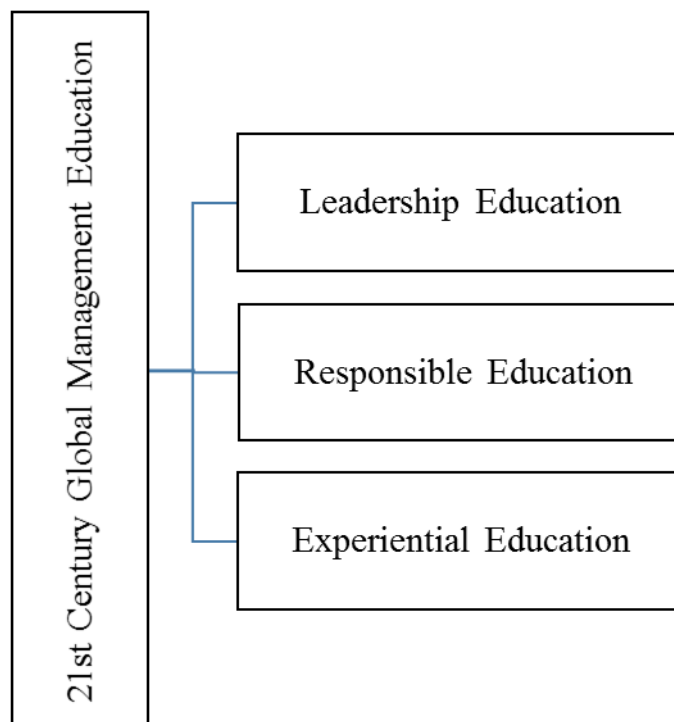 21st Century Global Management Education
Leadership Education
Responsible Education
Experiential Education